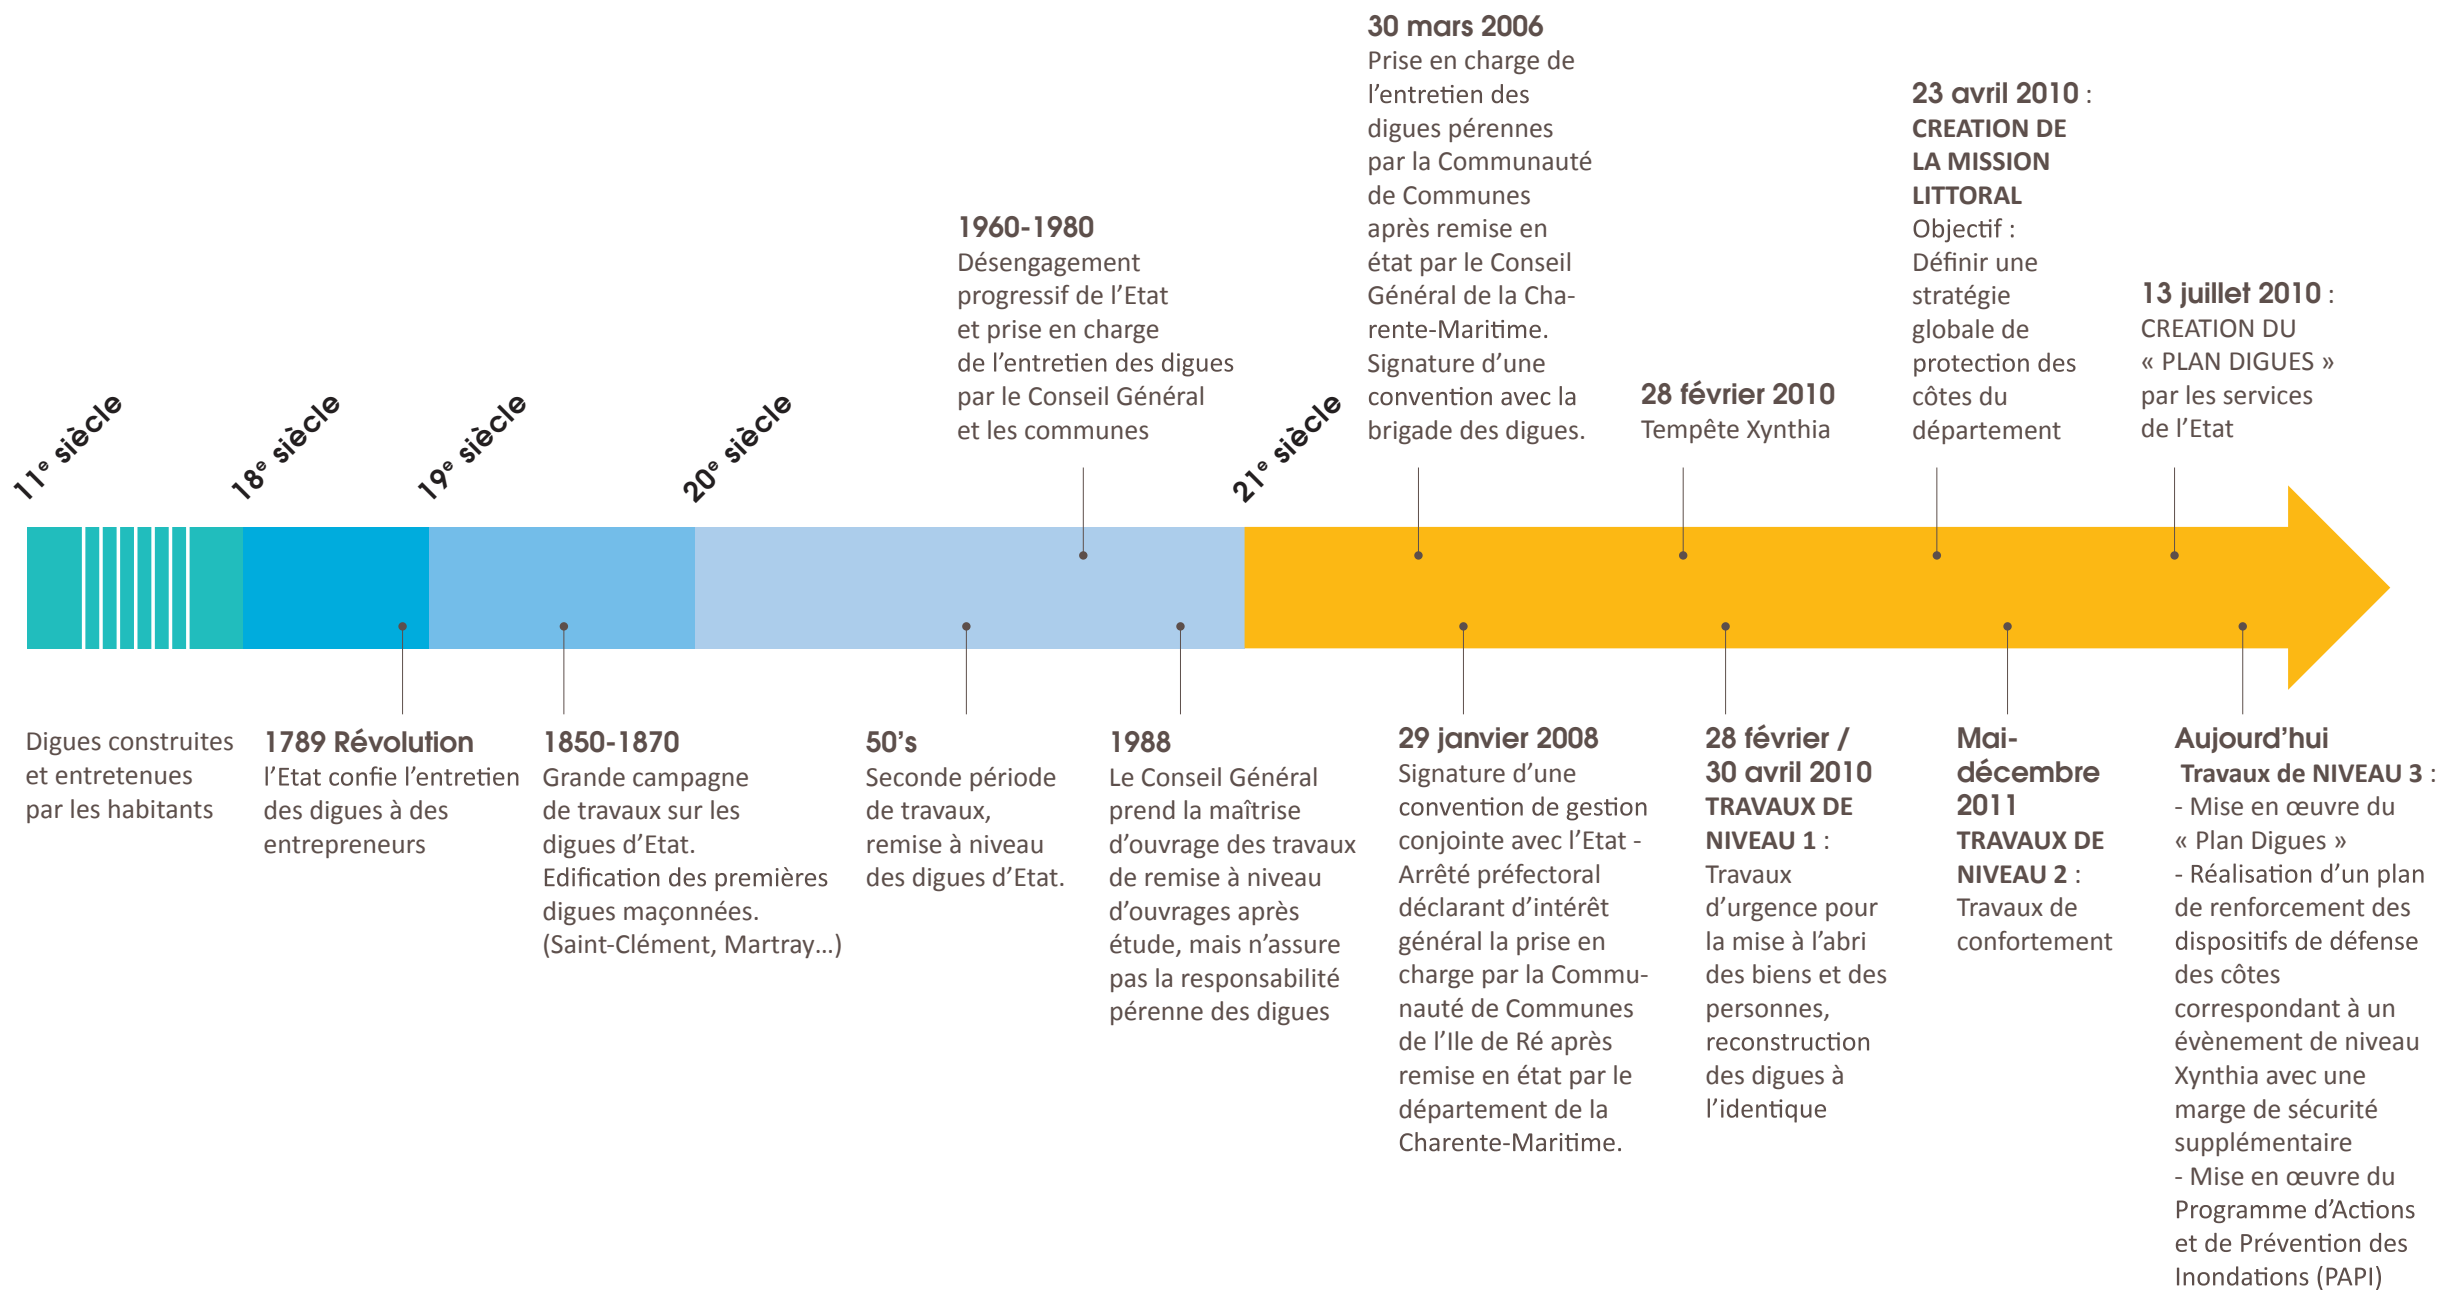 30 mars 2006
Prise en charge de
l’entretien des
digues pérennes
par la Communauté
de Communes
après remise en
état par le Conseil
Général de la Cha-
rente-Maritime.
Signature d’une
convention avec la
brigade des digues.
23 avril 2010 :
CREATION DE
LA MISSION
LITTORAL
Objectif :
Définir une
stratégie
globale de
protection des
côtes du
département
1960-1980
Désengagement
progressif de l’Etat
et prise en charge
de l’entretien des digues
par le Conseil Général
et les communes
13 juillet 2010 :
CREATION DU
« PLAN DIGUES »
par les services
de l’Etat
28 février 2010
Tempête Xynthia
11e siècle
18e siècle
19e siècle
20e siècle
21e siècle
Digues construites
et entretenues
par les habitants
1789 Révolution
l’Etat confie l’entretien
des digues à des
entrepreneurs
1850-1870
Grande campagne
de travaux sur les
digues d’Etat.
Edification des premières
digues maçonnées.
(Saint-Clément, Martray…)
50’s
Seconde période
de travaux,
remise à niveau
des digues d’Etat.
1988
Le Conseil Général
prend la maîtrise
d’ouvrage des travaux
de remise à niveau
d’ouvrages après
étude, mais n’assure
pas la responsabilité
pérenne des digues
29 janvier 2008
Signature d’une
convention de gestion
conjointe avec l’Etat -
Arrêté préfectoral
déclarant d’intérêt
général la prise en
charge par la Commu-
nauté de Communes
de l’Ile de Ré après
remise en état par le
département de la
Charente-Maritime.
28 février /
30 avril 2010
TRAVAUX DE
NIVEAU 1 :
Travaux
d’urgence pour
la mise à l’abri
des biens et des
personnes,
reconstruction
des digues à
l’identique
Mai-
décembre
2011
TRAVAUX DE
NIVEAU 2 :
Travaux de
confortement
Aujourd’hui
Travaux de NIVEAU 3 :
- Mise en œuvre du
« Plan Digues »
- Réalisation d’un plan
de renforcement des
dispositifs de défense
des côtes
correspondant à un
évènement de niveau
Xynthia avec une
marge de sécurité
supplémentaire
- Mise en œuvre du
Programme d’Actions
et de Prévention des
Inondations (PAPI)